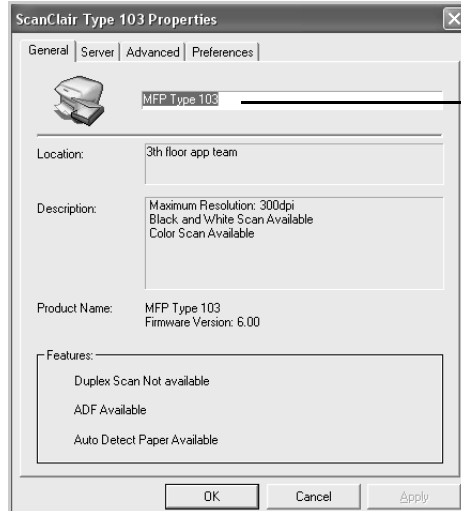 ScanClair Type 103 Properties
General Server Advanced Preferences
MFP Type 103
Location: 3th floor app team
Description: Maximum Resolution: 300dpi
Black and White Scan Available
Color Scan Available
Product Name: MFP Type 103
Firmware Version: 6.00
Features:
Duplex Scan Not available
ADF Available
Auto Detect Paper Available
OK Cancel Apply